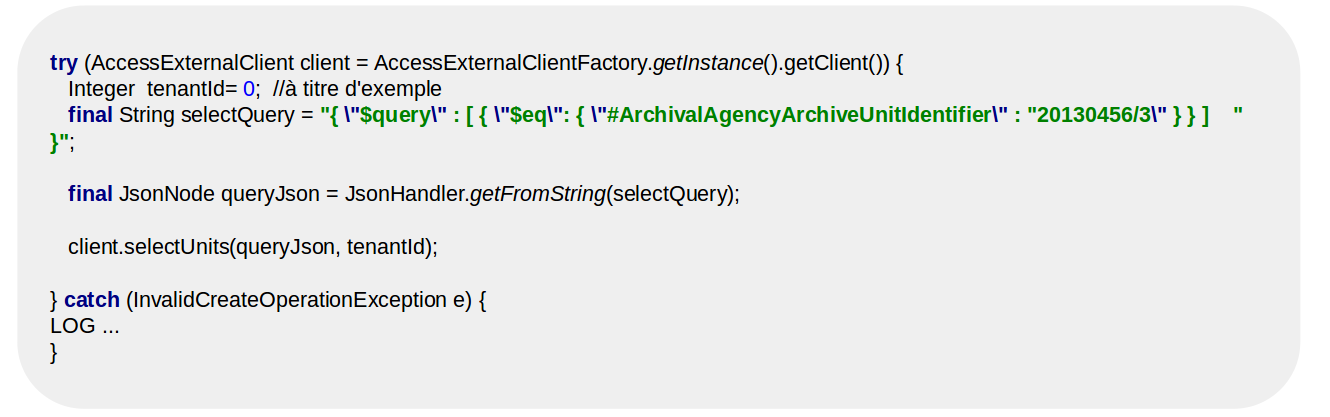 try (AccessExternalClient client = AccessExternalClientFactory.getInstance().getClient()) {
Integer  tenantId= 0;  //à titre d'exemple
final String selectQuery = "{ \"$query\" : [ { \"$eq\": { \"#ArchivalAgencyArchiveUnitIdentifier\" : "20130456/3\" } } ]    "
}";
final JsonNode queryJson = JsonHandler.getFromString(selectQuery);
client.selectUnits(queryJson, tenantId);
} catch (InvalidCreateOperationException e) {
LOG ...
}